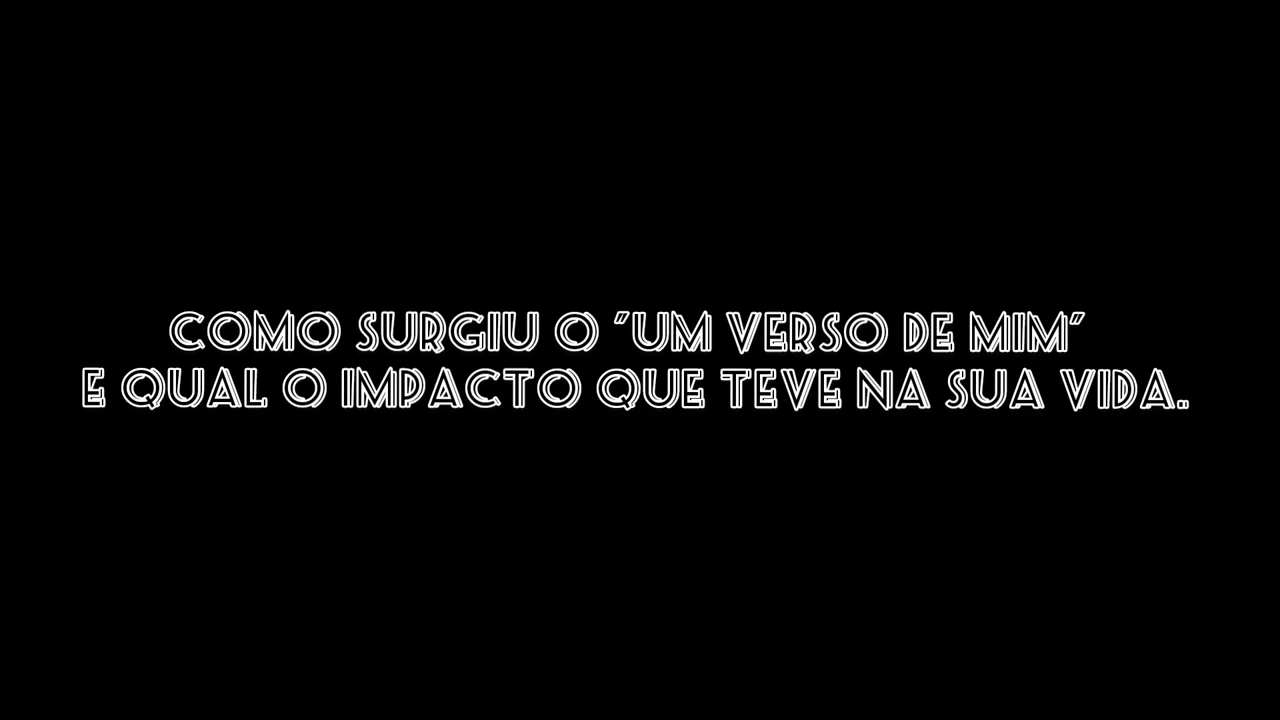 COMO SURGIU O "UM VERSO DE MIM"
E QUAL O IMPACTO QUE TEVE NA SUA VIDA.